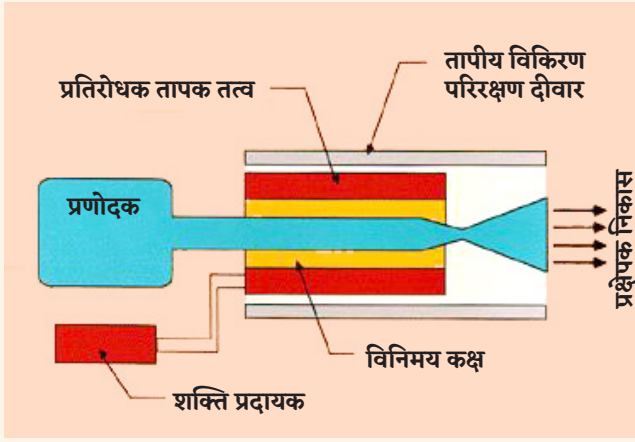 तापीय विकिरण
परिरक्षण दीवार
प्रतिरोधक तापक तत्व
प्रणोदक
प्रक्षेपक निकास
विनिमय कक्ष
शक्ति प्रदायक